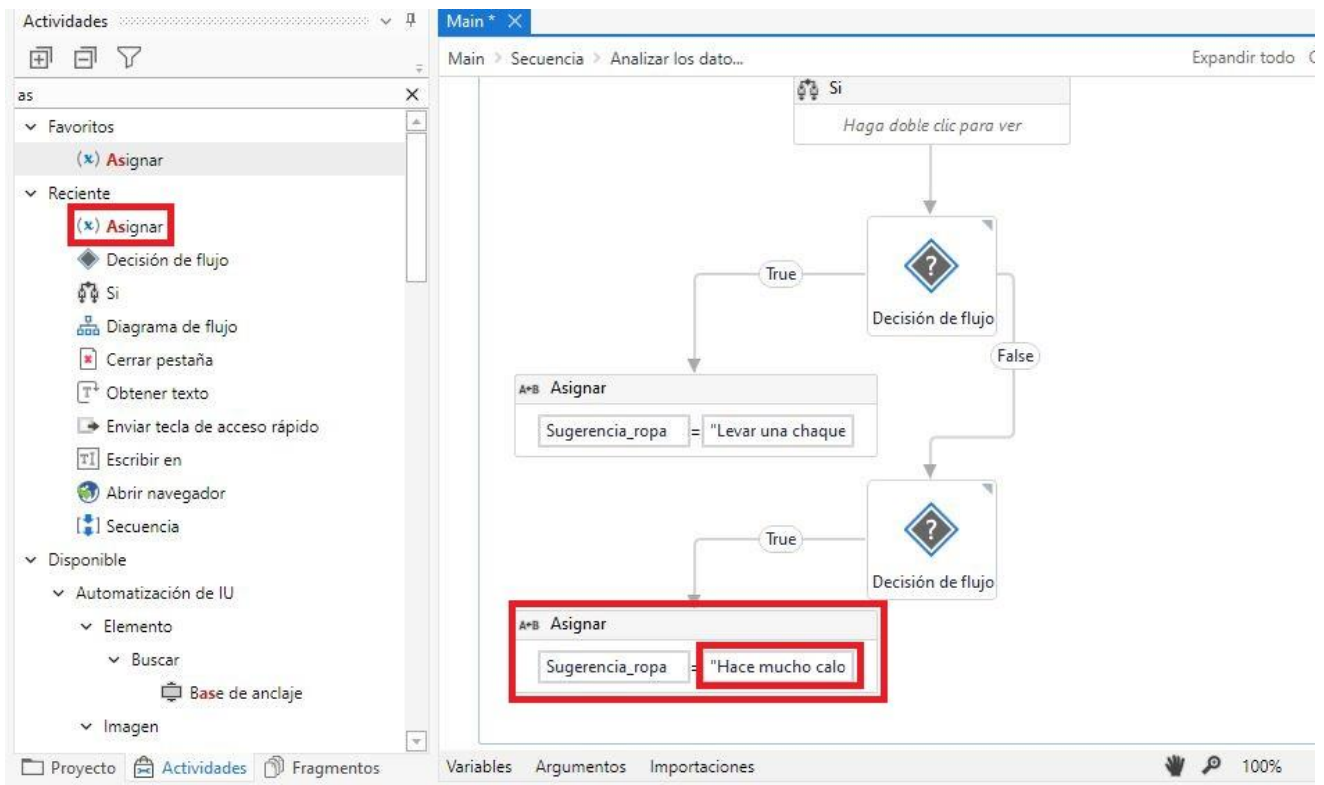 Actividades
as
Favoritos
Asignar
Reciente
Asignar
Decisión de flujo
Si
Diagrama de flujo
Cerrar pestaña
Obtener texto
Enviar tecla de acceso rápido
Escribir en
Abrir navegador
Secuencia
Disponible
Automatización de IU
Elemento
Buscar
Base de anclaje
Imagen
Proyecto Actividades Fragmentos
Main *
Main > Secuencia > Analizar los dato... Expandir todo
Si
Haga doble clic para ver
True
Decisión de flujo
False
A•B Asignar
Sugerencia_ropa = "Levar una chaque
True
Decisión de flujo
A•B Asignar
Sugerencia_ropa = "Hace mucho calo
Variables Argumentos Importaciones 100%